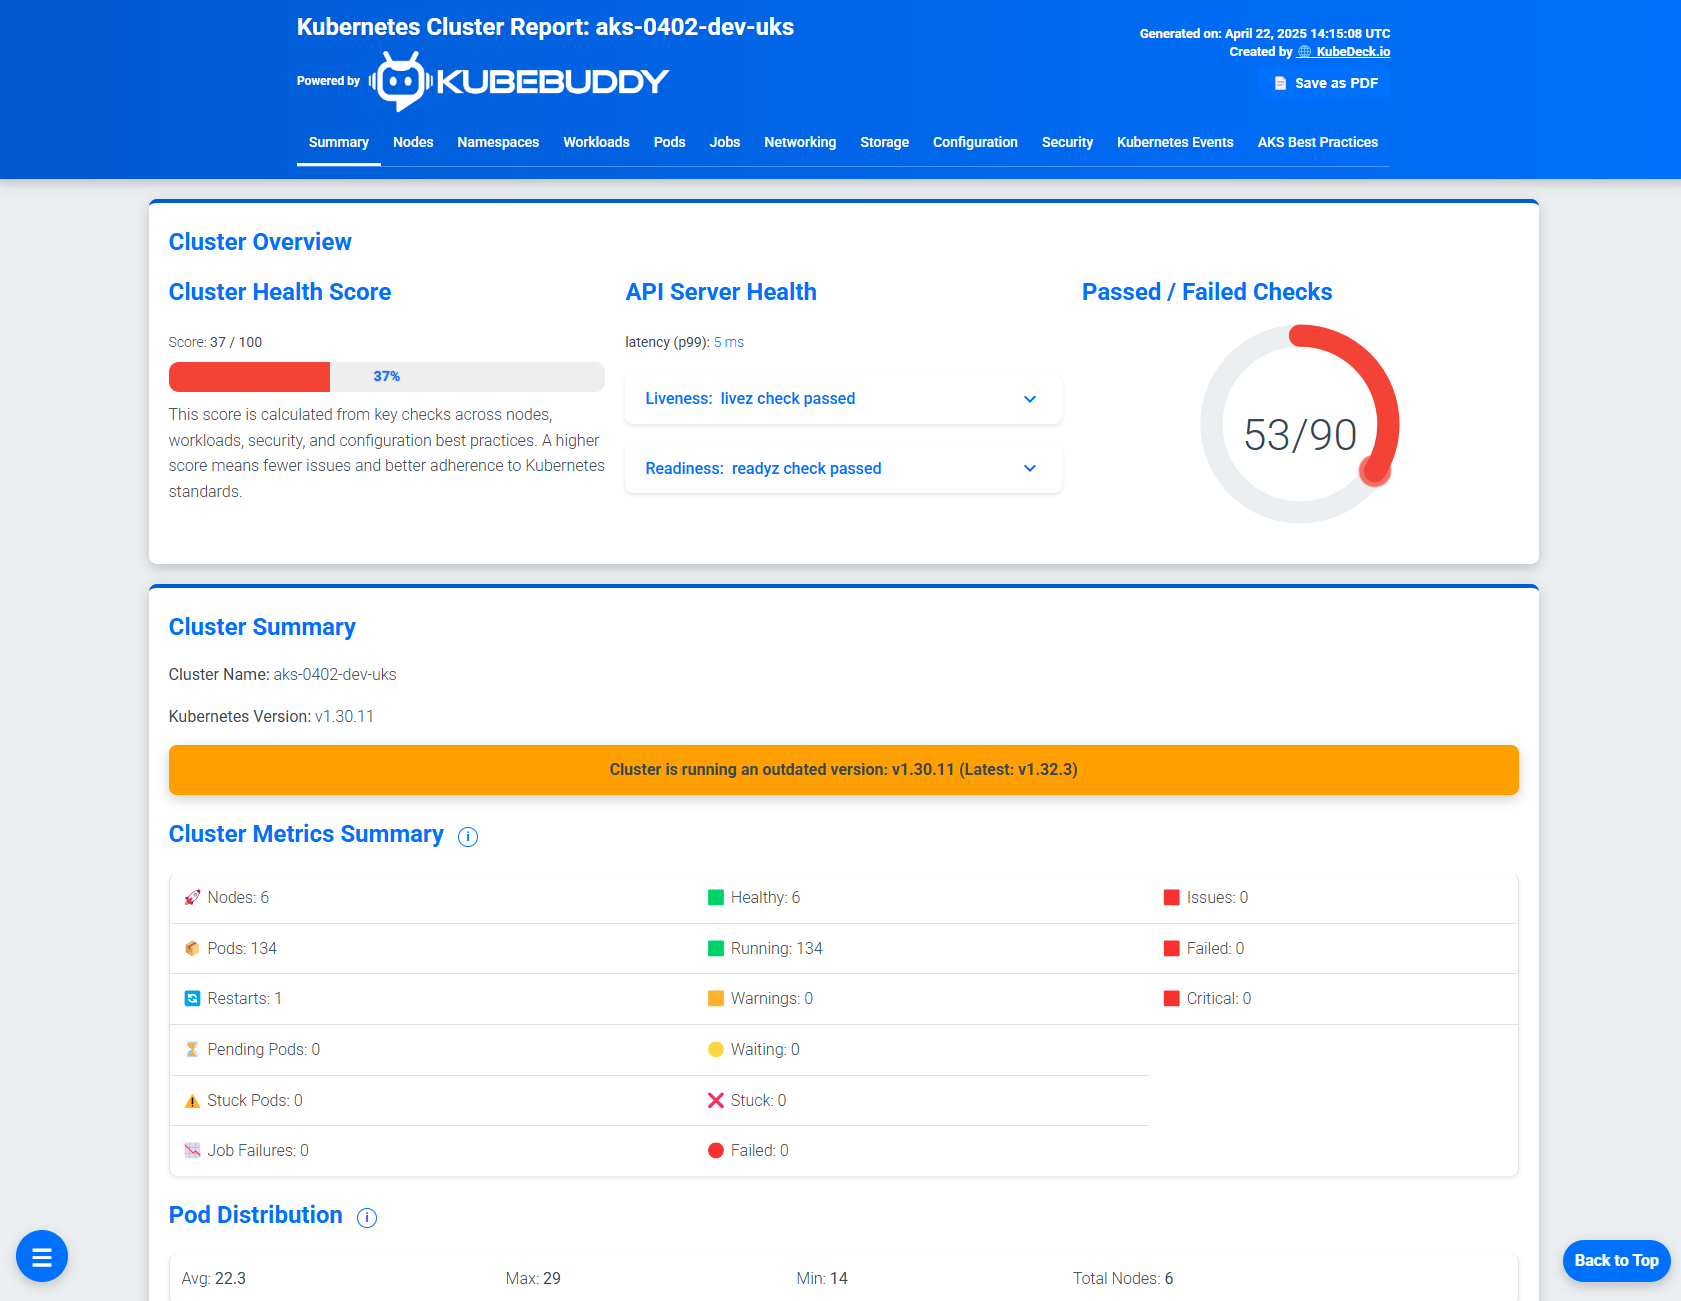 Kubernetes Cluster Report: aks-0402-dev-uks
Powered by KUBEBUDDY
Generated on: April 22, 2025 14:15:08 UTC
Created by 🌐 KubeDeck.io
Save as PDF
Summary Nodes Namespaces Workloads Pods Jobs Networking Storage Configuration Security Kubernetes Events AKS Best Practices
Cluster Overview
Cluster Health Score
Score: 37 / 100
37%
This score is calculated from key checks across nodes,
workloads, security, and configuration best practices. A higher
score means fewer issues and better adherence to Kubernetes
standards.
API Server Health
latency (p99): 5 ms
Liveness: livez check passed
Readiness: readyz check passed
Passed / Failed Checks
53/90
Cluster Summary
Cluster Name: aks-0402-dev-uks
Kubernetes Version: v1.30.11
Cluster is running an outdated version: v1.30.11 (Latest: v1.32.3)
Cluster Metrics Summary i
Nodes: 6 Healthy: 6 Issues: 0
Pods: 134 Running: 134 Failed: 0
Restarts: 1 Warnings: 0 Critical: 0
Pending Pods: 0 Waiting: 0
Stuck Pods: 0 Stuck: 0
Job Failures: 0 Failed: 0
Pod Distribution i
Avg: 22.3 Max: 29 Min: 14 Total Nodes: 6
Back to Top